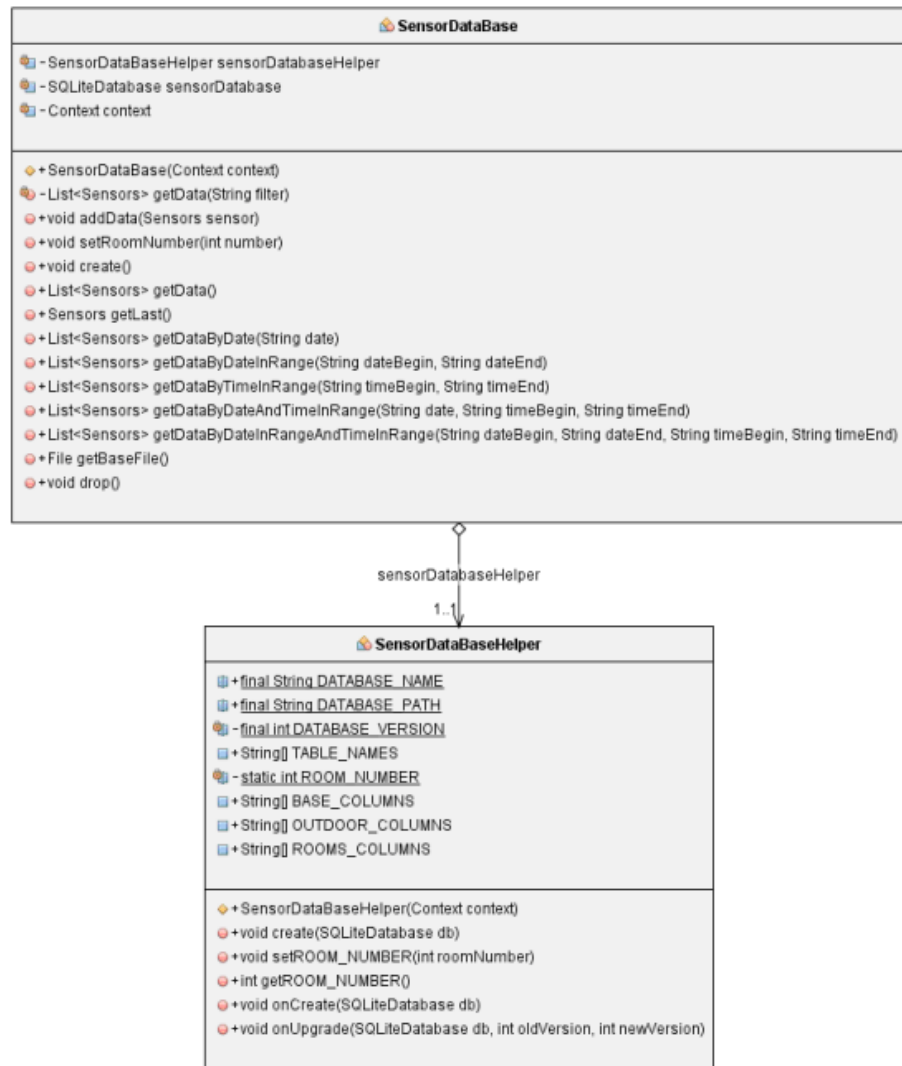 SensorDataBase
-SensorDataBaseHelper sensorDatabaseHelper
-SQLiteDatabase sensorDatabase
-Context context
+SensorDataBase(Context context)
-List<Sensors> getData(String filter)
+void addData(Sensors sensor)
+void setRoomNumber(int number)
+void create()
+List<Sensors> getData()
+Sensors getLast()
+List<Sensors> getDataByDate(String date)
+List<Sensors> getDataByDateInRange(String dateBegin, String dateEnd)
+List<Sensors> getDataByTimeInRange(String timeBegin, String timeEnd)
+List<Sensors> getDataByDateAndTimeInRange(String date, String timeBegin, String timeEnd)
+List<Sensors> getDataByDateInRangeAndTimeInRange(String dateBegin, String dateEnd, String timeBegin, String timeEnd)
+File getBaseFile()
+void drop()
sensorDatabaseHelper
1..1
SensorDataBaseHelper
+final String DATABASE_NAME
+final String DATABASE_PATH
-final int DATABASE_VERSION
+String[] TABLE_NAMES
-static int ROOM_NUMBER
+String[] BASE_COLUMNS
+String[] OUTDOOR_COLUMNS
+String[] ROOMS_COLUMNS
+SensorDataBaseHelper(Context context)
+void create(SQLiteDatabase db)
+void setROOM_NUMBER(int roomNumber)
+int getROOM_NUMBER()
+void onCreate(SQLiteDatabase db)
+void onUpgrade(SQLiteDatabase db, int oldVersion, int newVersion)